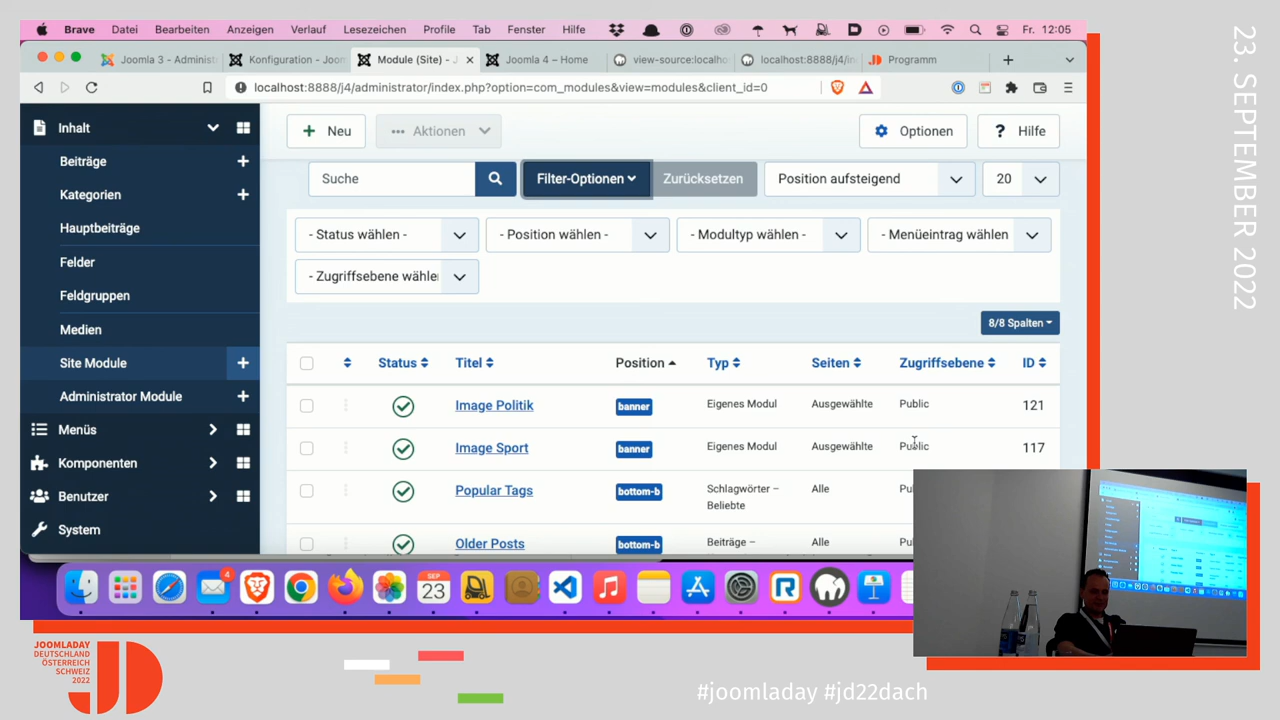 Brave Datei Bearbeiten Anzeigen Verlauf Lesezeichen Profile Tab Fenster Hilfe Fr. 12:05
Joomla 3 - Administ Konfiguration - Joom Module (Site) - J Joomla 4 – Home view-source:localho localhost:8888/j4/in Programm
localhost:8888/j4/administrator/index.php?option=com_modules&view=modules&client_id=0
Inhalt
Beiträge
Kategorien
Hauptbeiträge
Felder
Feldgruppen
Medien
Site Module
Administrator Module
Menüs
Komponenten
Benutzer
System
Neu ••• Aktionen Optionen ? Hilfe
Suche Filter-Optionen Zurücksetzen Position aufsteigend 20
- Status wählen - - Position wählen - - Modultyp wählen - - Menüeintrag wählen
- Zugriffsebene wähle
8/8 Spalten
Status Titel Position Typ Seiten Zugriffsebene ID
Image Politik banner Eigenes Modul Ausgewählte Public 121
Image Sport banner Eigenes Modul Ausgewählte Public 117
Popular Tags bottom-b Schlagwörter – Beliebte Alle Pu
Older Posts bottom-b Beiträge – Alle Pu
4
SEP
23
JOOMLADAY
DEUTSCHLAND
ÖSTERREICH
SCHWEIZ
2022
#joomladay #jd22dach
23. SEPTEMBER 2022